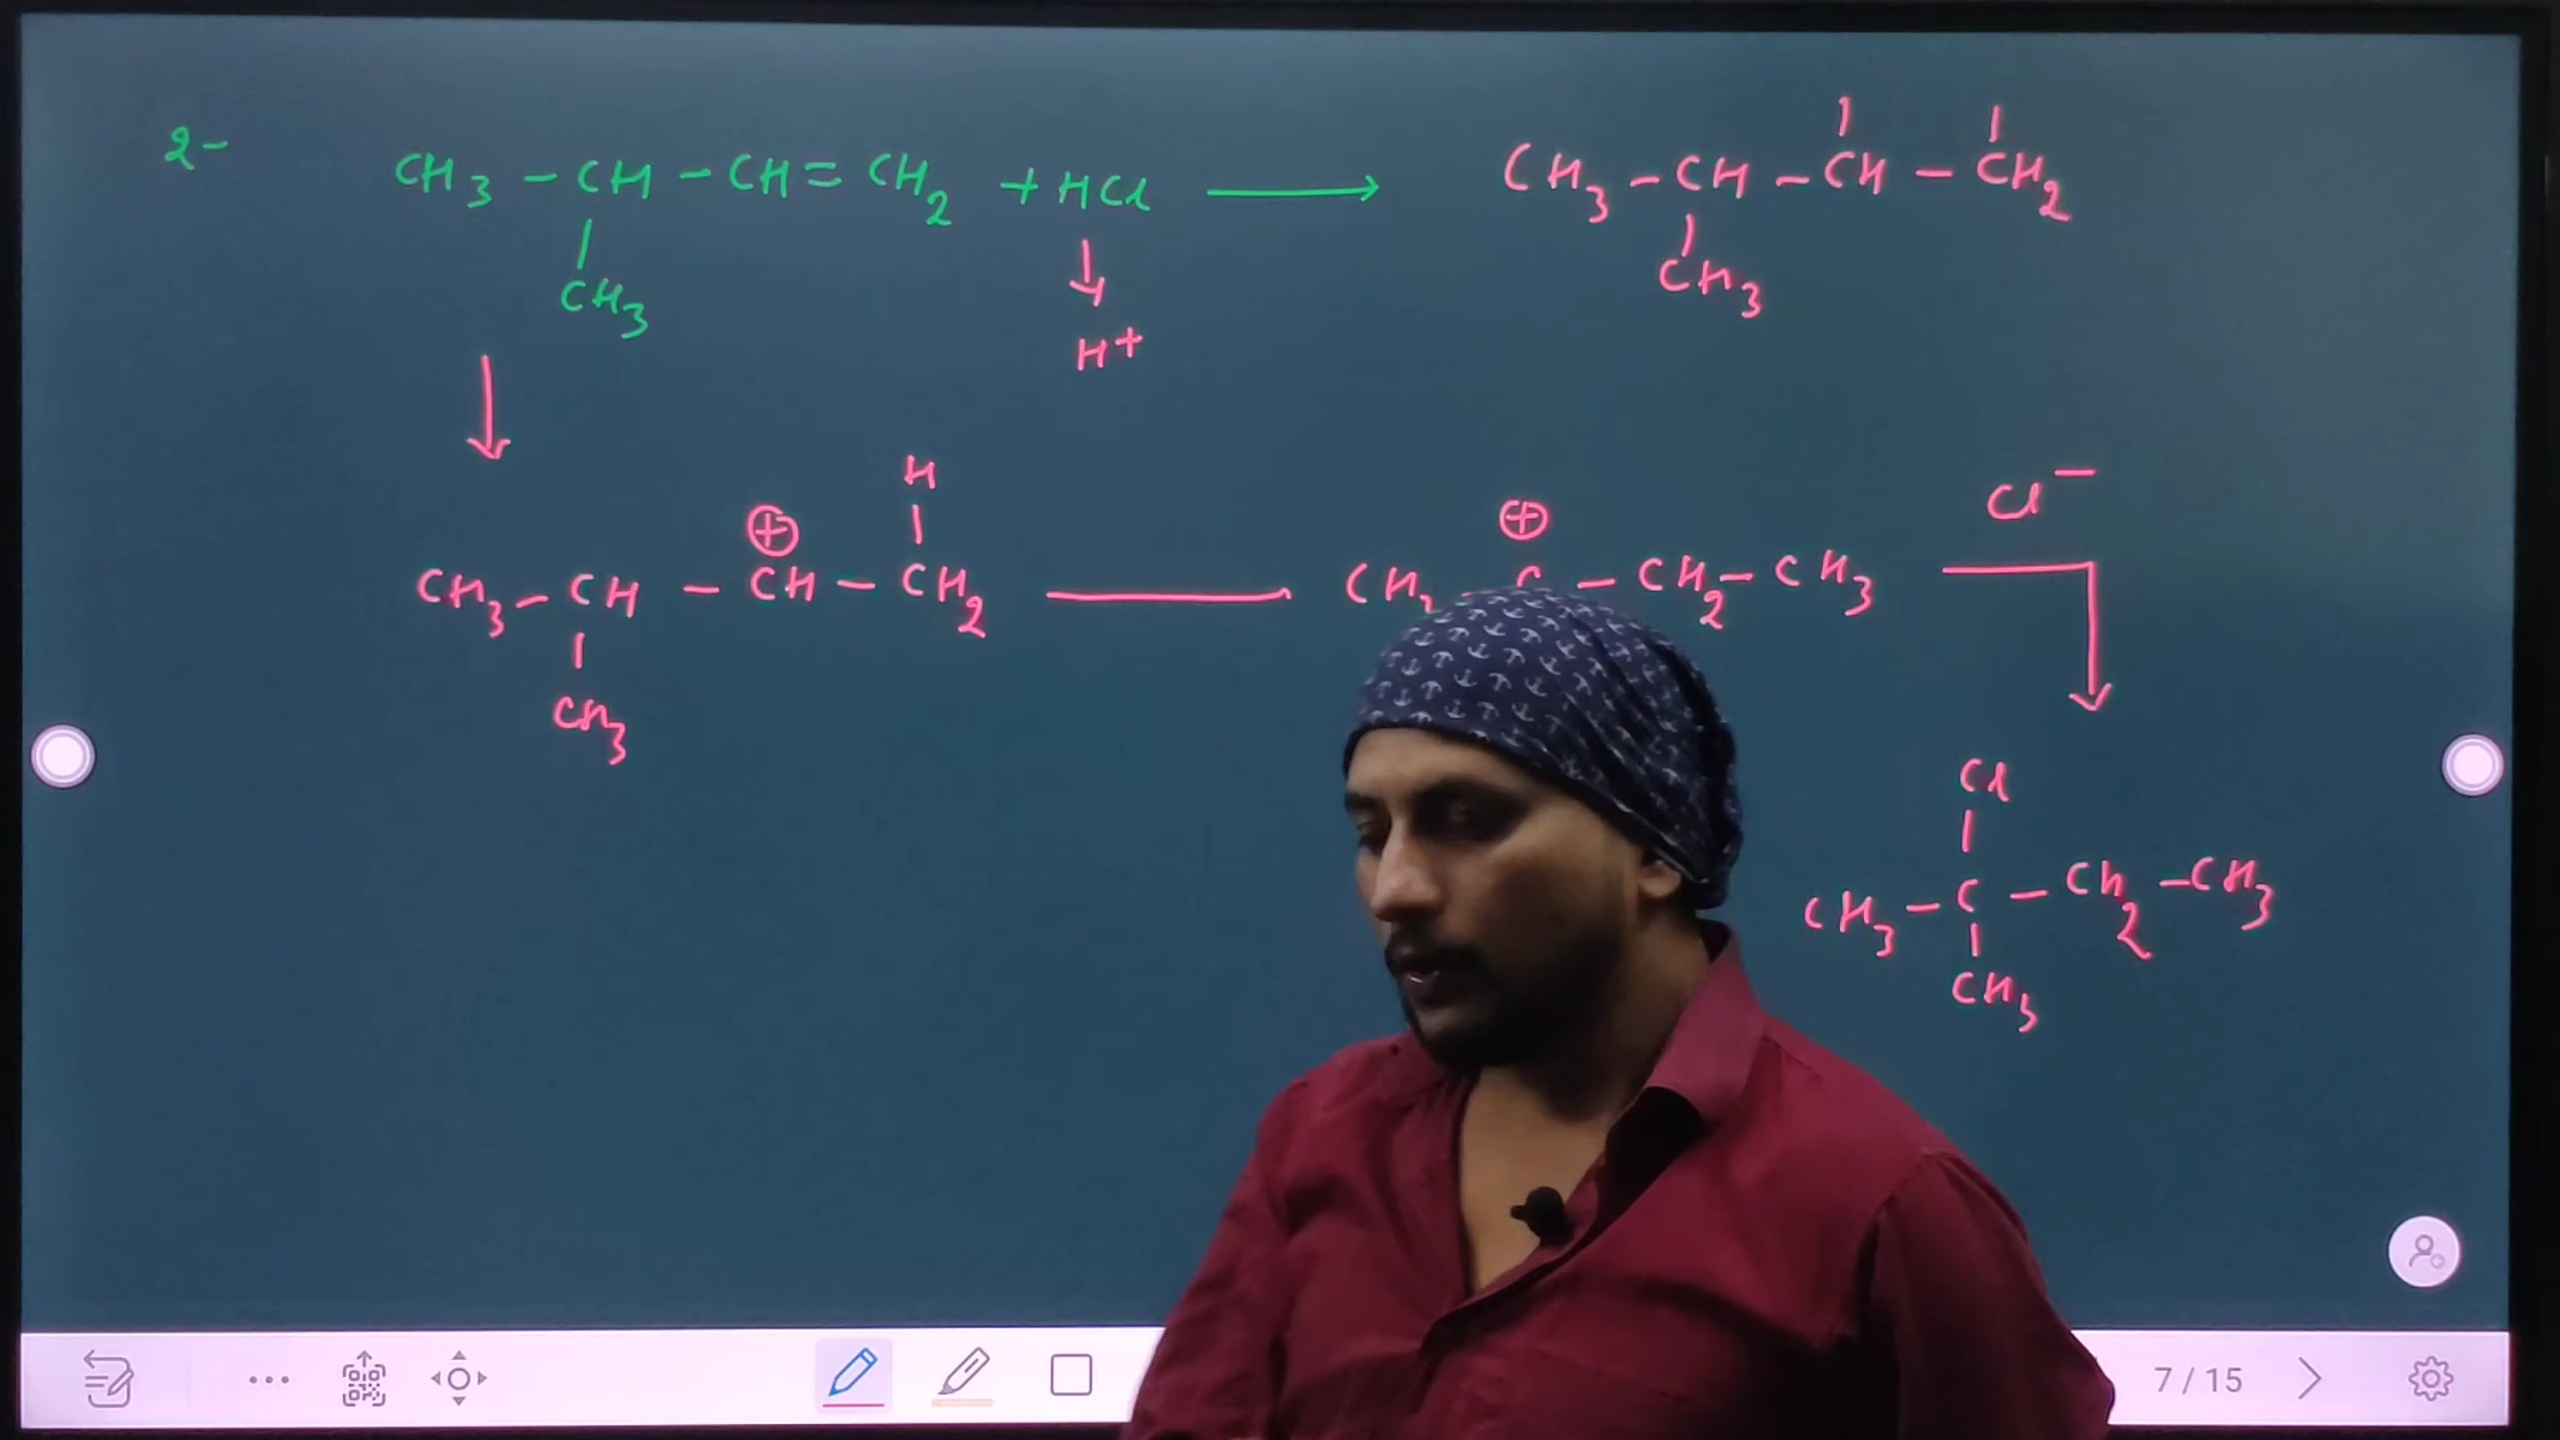 2- CH3 - CH - CH = CH2 + HCl ⟶ CH3 - CH - CH - CH2
CH3 CH3
H+
H
⊕ ⊕ Cl−
CH3 - CH - CH - CH2 — - CH2 - CH3
CH3
Cl
CH3 - C - CH2 - CH3
CH3
7/15